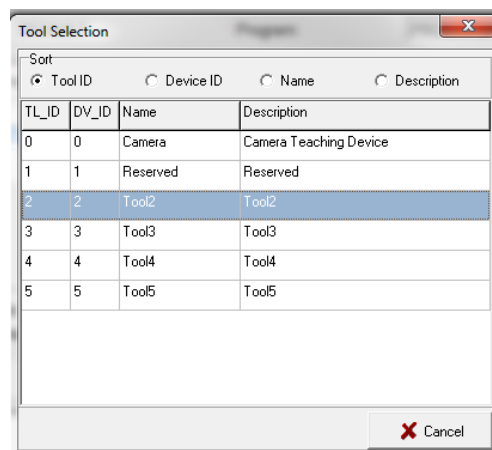 Tool Selection
Program
Sort
Tool ID Device ID Name Description
TL_ID DV_ID Name Description
0 0 Camera Camera Teaching Device
1 1 Reserved Reserved
2 2 Tool2 Tool2
3 3 Tool3 Tool3
4 4 Tool4 Tool4
5 5 Tool5 Tool5
Cancel